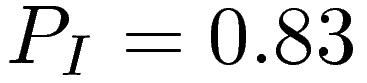 P_I = 0.83